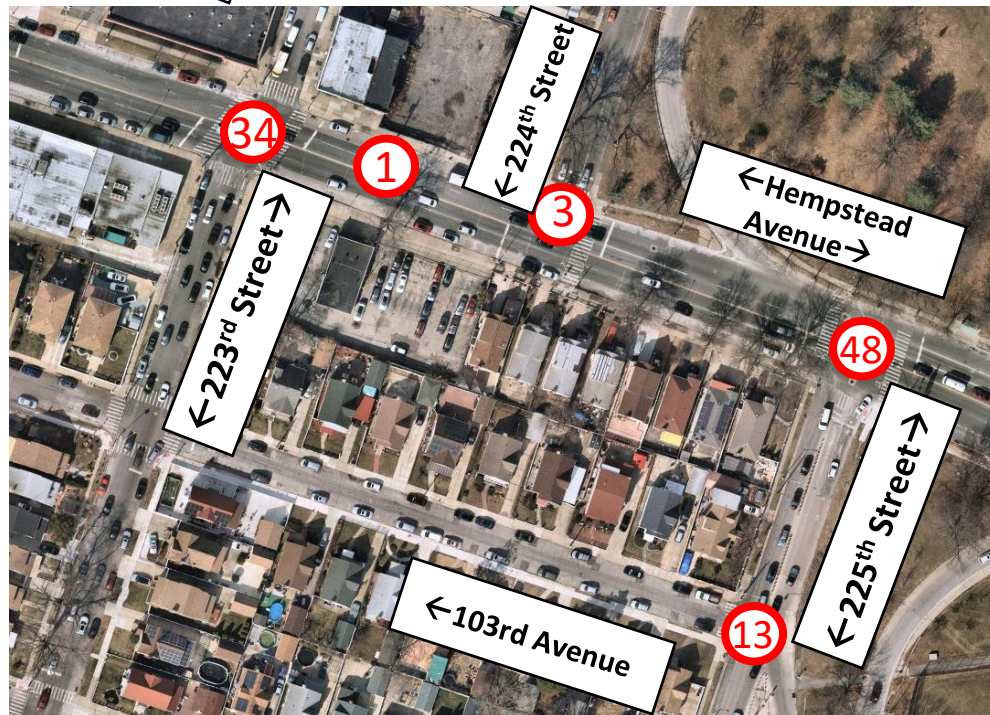 34
1
←224th Street
3
←Hempstead
Avenue→
←223rd Street→
48
←225th Street→
←103rd Avenue
13